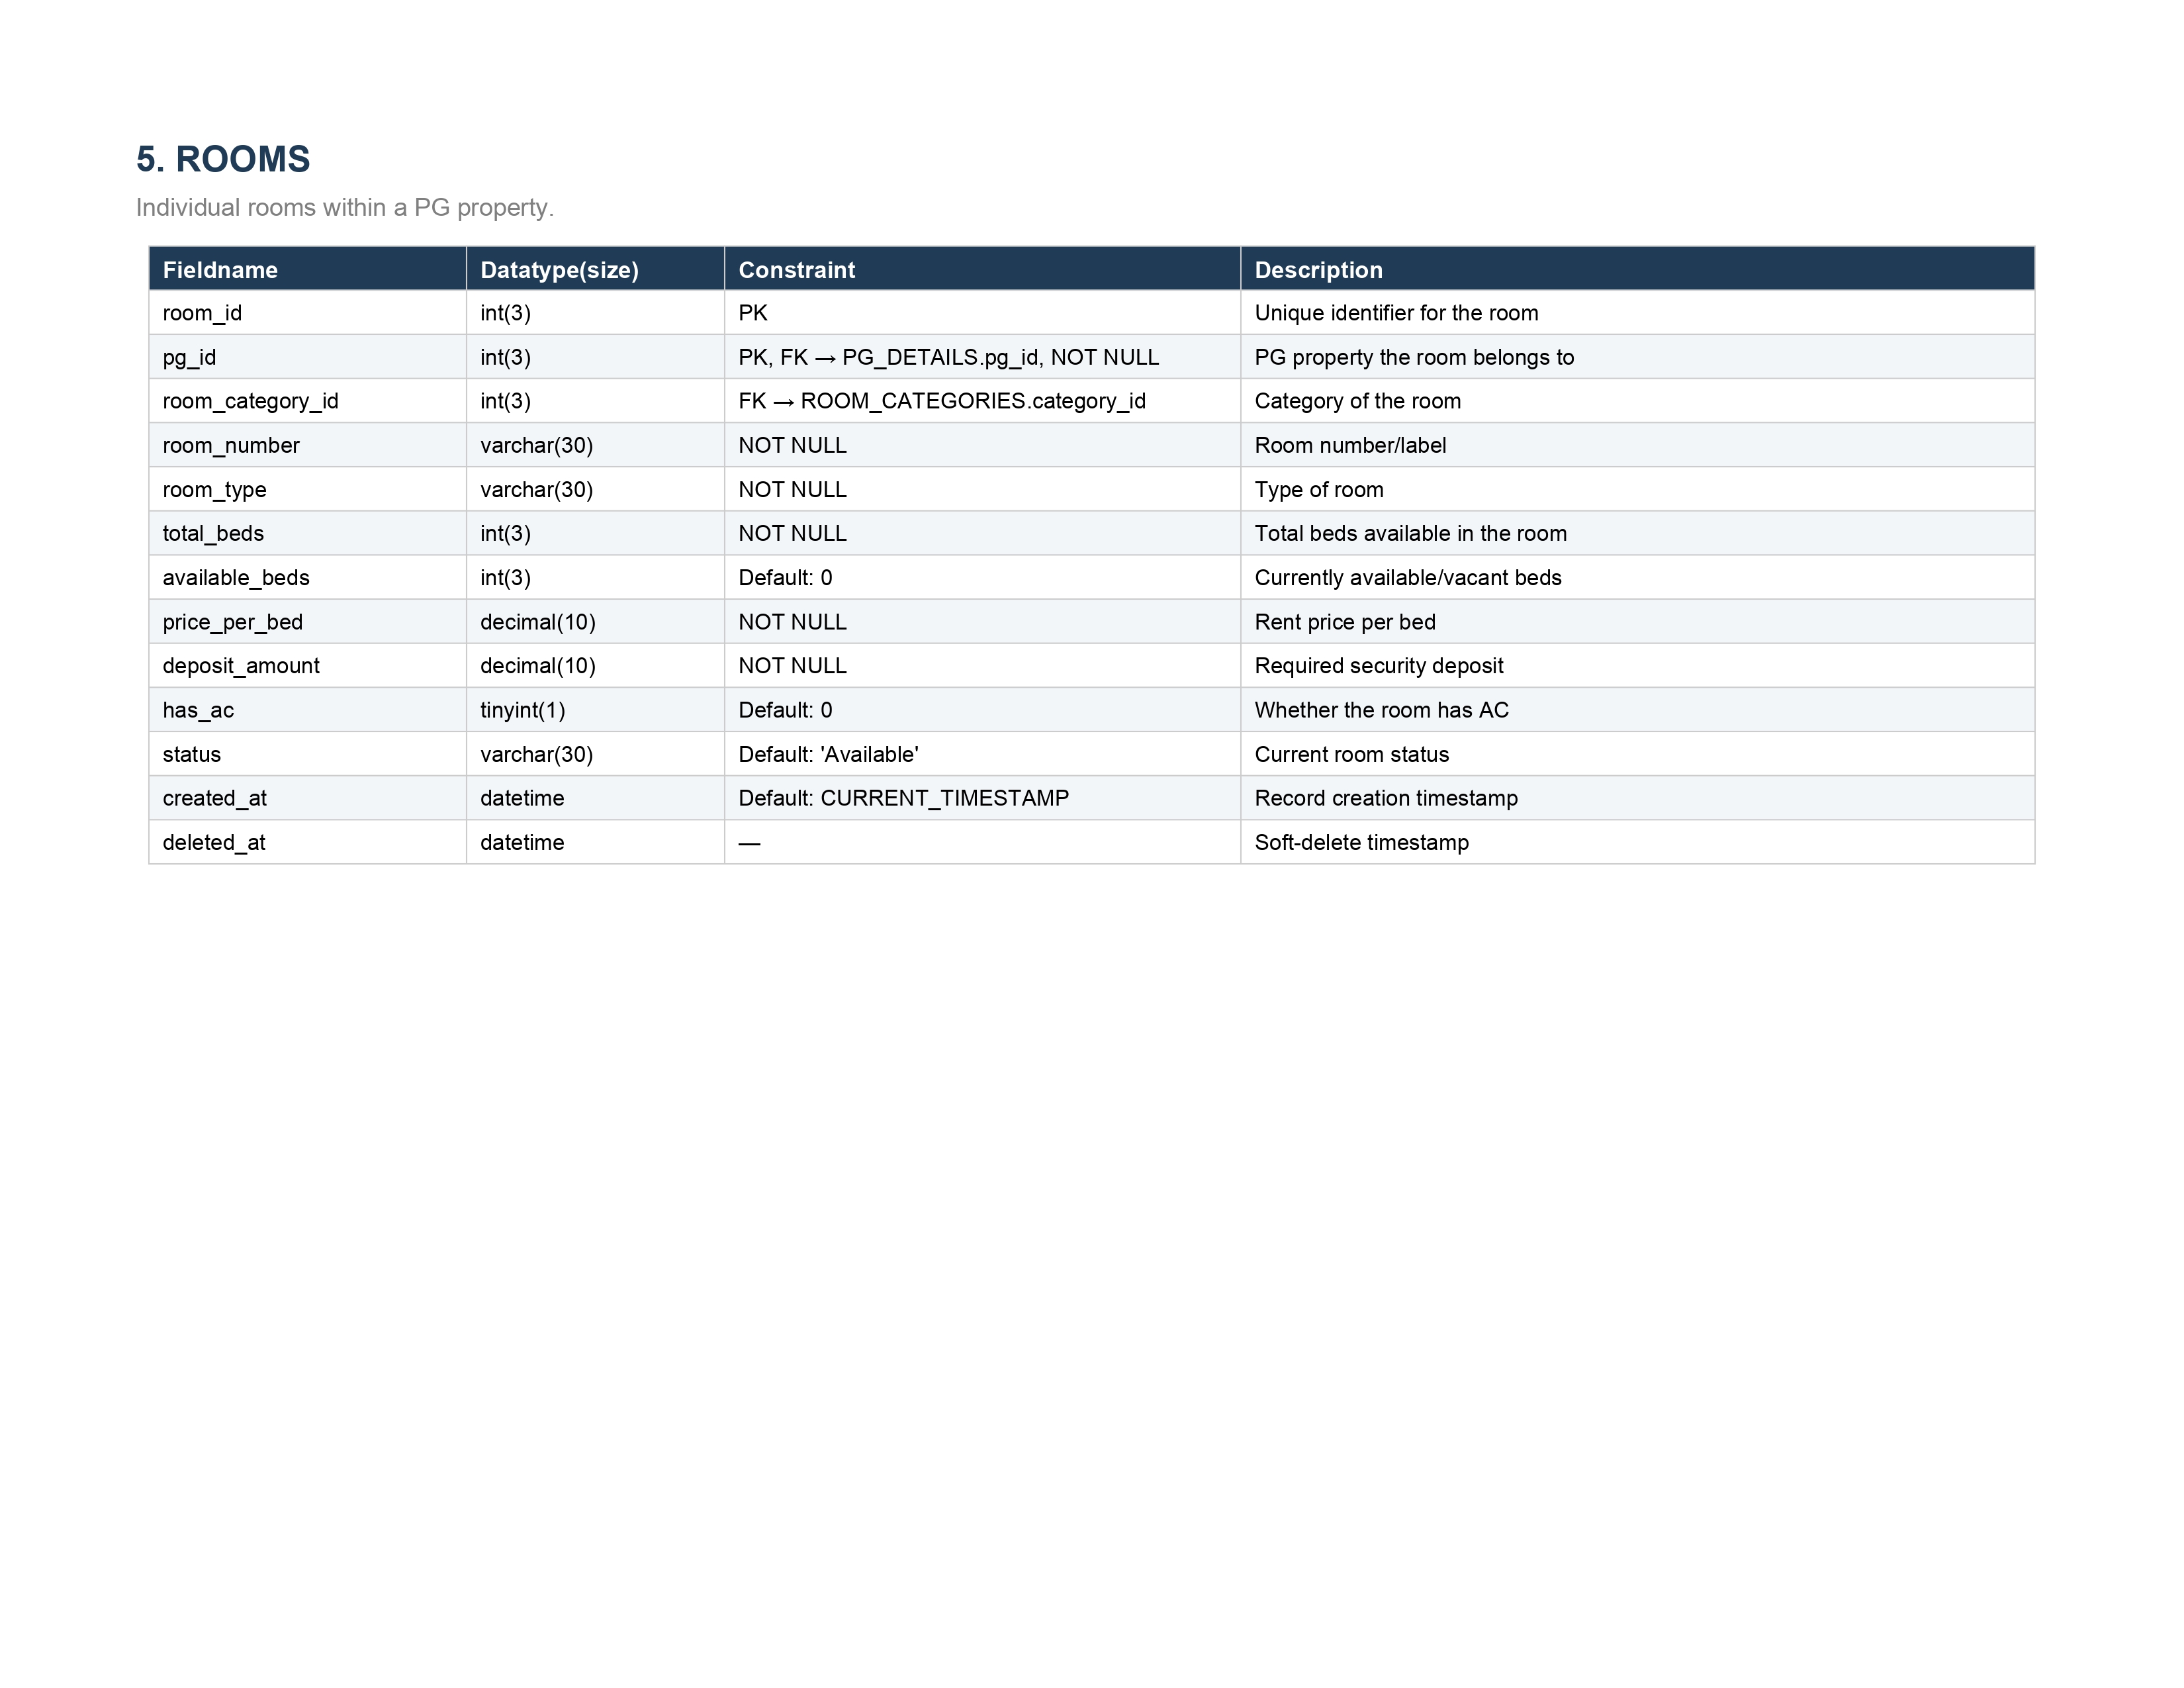 5. ROOMS
Individual rooms within a PG property.
Fieldname Datatype(size) Constraint Description
room_id int(3) PK Unique identifier for the room
pg_id int(3) PK, FK → PG_DETAILS.pg_id, NOT NULL PG property the room belongs to
room_category_id int(3) FK → ROOM_CATEGORIES.category_id Category of the room
room_number varchar(30) NOT NULL Room number/label
room_type varchar(30) NOT NULL Type of room
total_beds int(3) NOT NULL Total beds available in the room
available_beds int(3) Default: 0 Currently available/vacant beds
price_per_bed decimal(10) NOT NULL Rent price per bed
deposit_amount decimal(10) NOT NULL Required security deposit
has_ac tinyint(1) Default: 0 Whether the room has AC
status varchar(30) Default: 'Available' Current room status
created_at datetime Default: CURRENT_TIMESTAMP Record creation timestamp
deleted_at datetime — Soft-delete timestamp